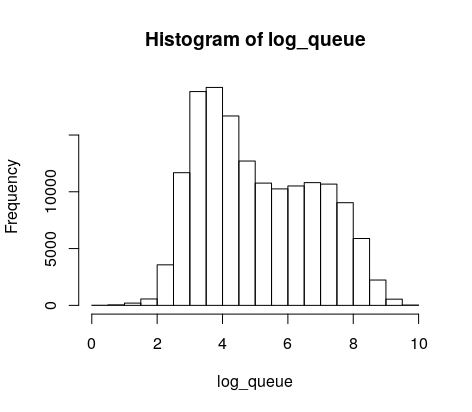 Histogram of log_queue
Frequency
10000
5000
0
0 2 4 6 8 10
log_queue